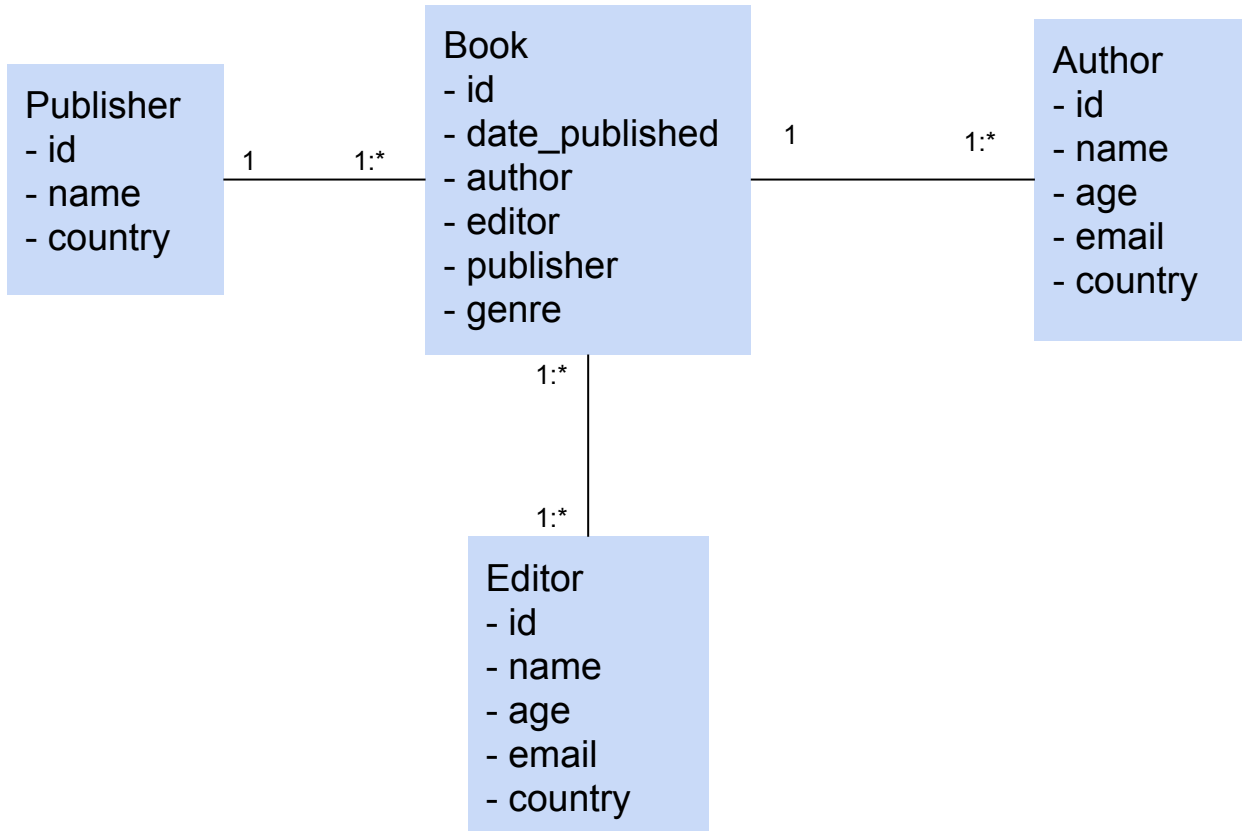 Publisher
- id
- name
- country
1
1:*
Book
- id
- date_published
- author
- editor
- publisher
- genre
1
1:*
Author
- id
- name
- age
- email
- country
1:*
1:*
Editor
- id
- name
- age
- email
- country